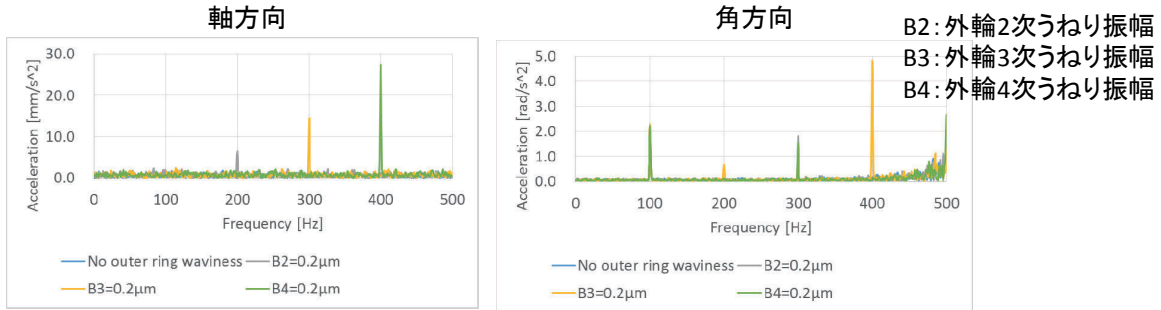 軸方向
30.0
20.0
10.0
0.0
Acceleration [mm/s^2]
0 100 200 300 400 500
Frequency [Hz]
No outer ring waviness B2=0.2μm
B3=0.2μm B4=0.2μm
角方向
5.0
4.0
3.0
2.0
1.0
0.0
Acceleration [rad/s^2]
0 100 200 300 400 500
Frequency [Hz]
No outer ring waviness B2=0.2μm
B3=0.2μm B4=0.2μm
B2：外輪2次うねり振幅
B3：外輪3次うねり振幅
B4：外輪4次うねり振幅